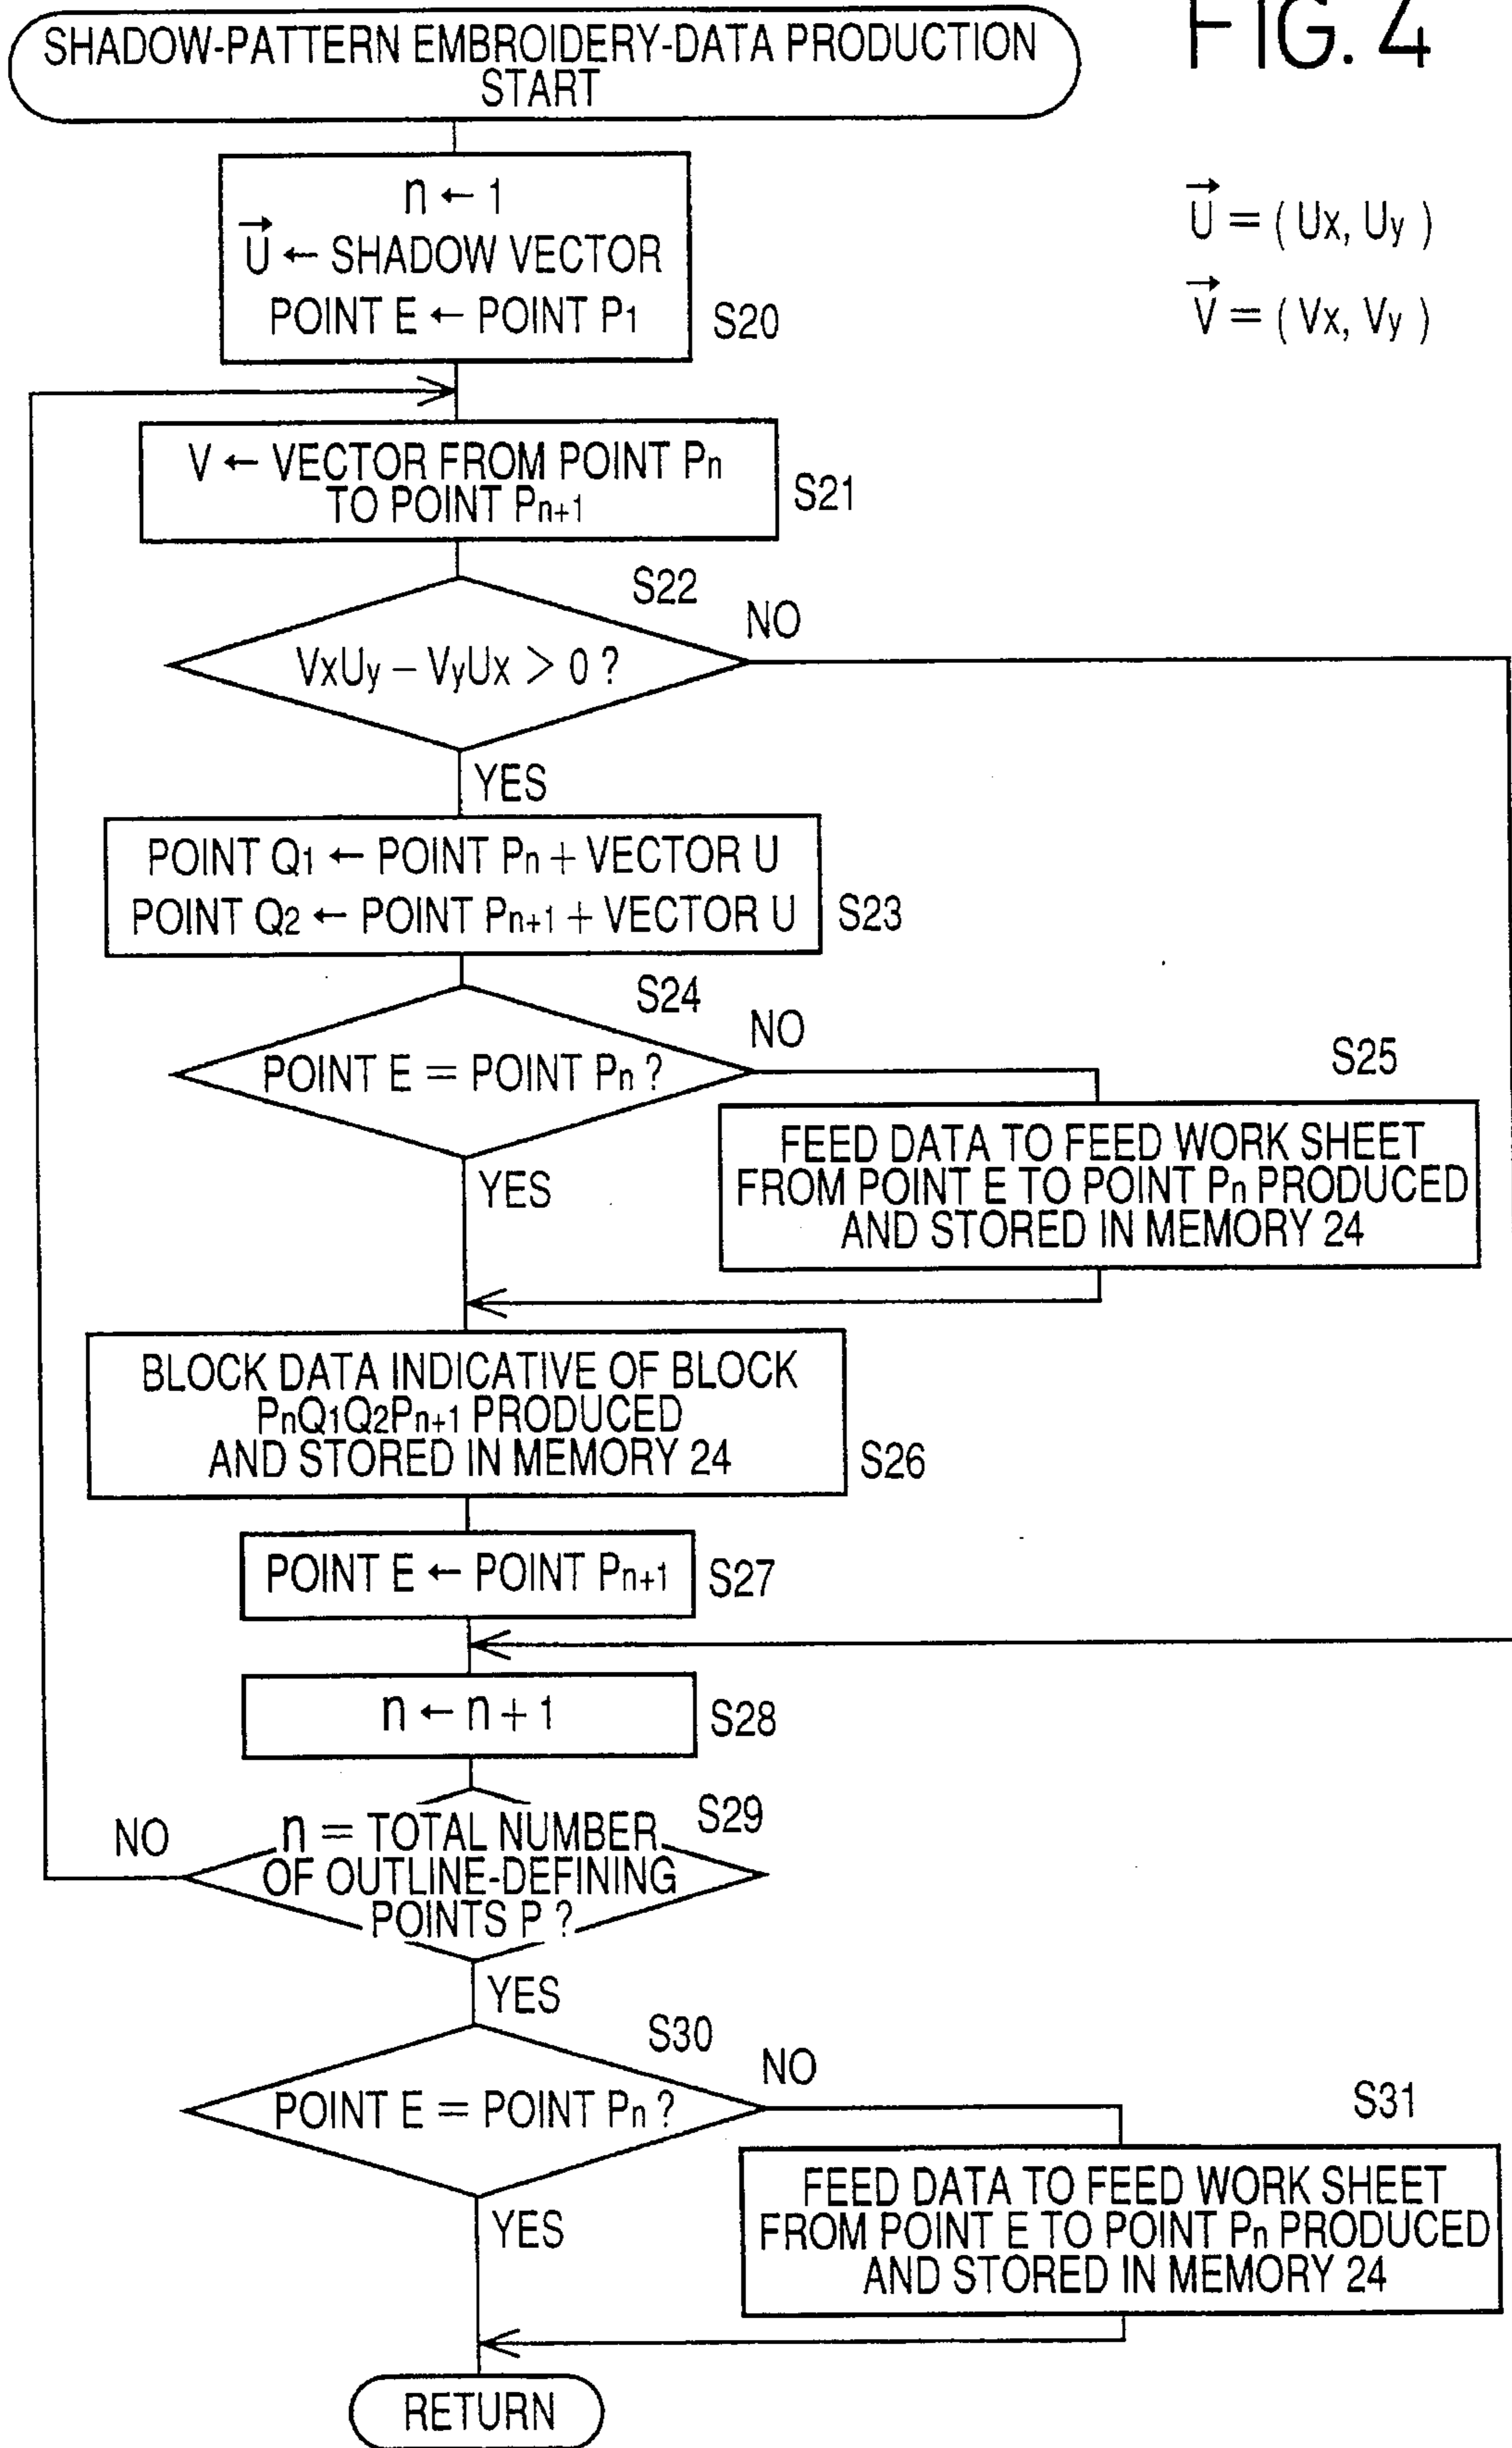 FIG. 4
SHADOW-PATTERN EMBROIDERY-DATA PRODUCTION
START
n ← 1
U⃗ ← SHADOW VECTOR
POINT E ← POINT P1
S20
U⃗ = ( Ux, Uy )
V⃗ = ( Vx, Vy )
V ← VECTOR FROM POINT Pn
TO POINT Pn+1
S21
S22
NO
VxUy – VyUx > 0 ?
YES
POINT Q1 ← POINT Pn + VECTOR U
POINT Q2 ← POINT Pn+1 + VECTOR U
S23
S24
NO
POINT E = POINT Pn ?
YES
S25
FEED DATA TO FEED WORK SHEET
FROM POINT E TO POINT Pn PRODUCED
AND STORED IN MEMORY 24
BLOCK DATA INDICATIVE OF BLOCK
PnQ1Q2Pn+1 PRODUCED
AND STORED IN MEMORY 24
S26
POINT E ← POINT Pn+1
S27
n ← n + 1
S28
S29
NO
n = TOTAL NUMBER
OF OUTLINE-DEFINING
POINTS P ?
YES
S30
NO
POINT E = POINT Pn ?
YES
S31
FEED DATA TO FEED WORK SHEET
FROM POINT E TO POINT Pn PRODUCED
AND STORED IN MEMORY 24
RETURN